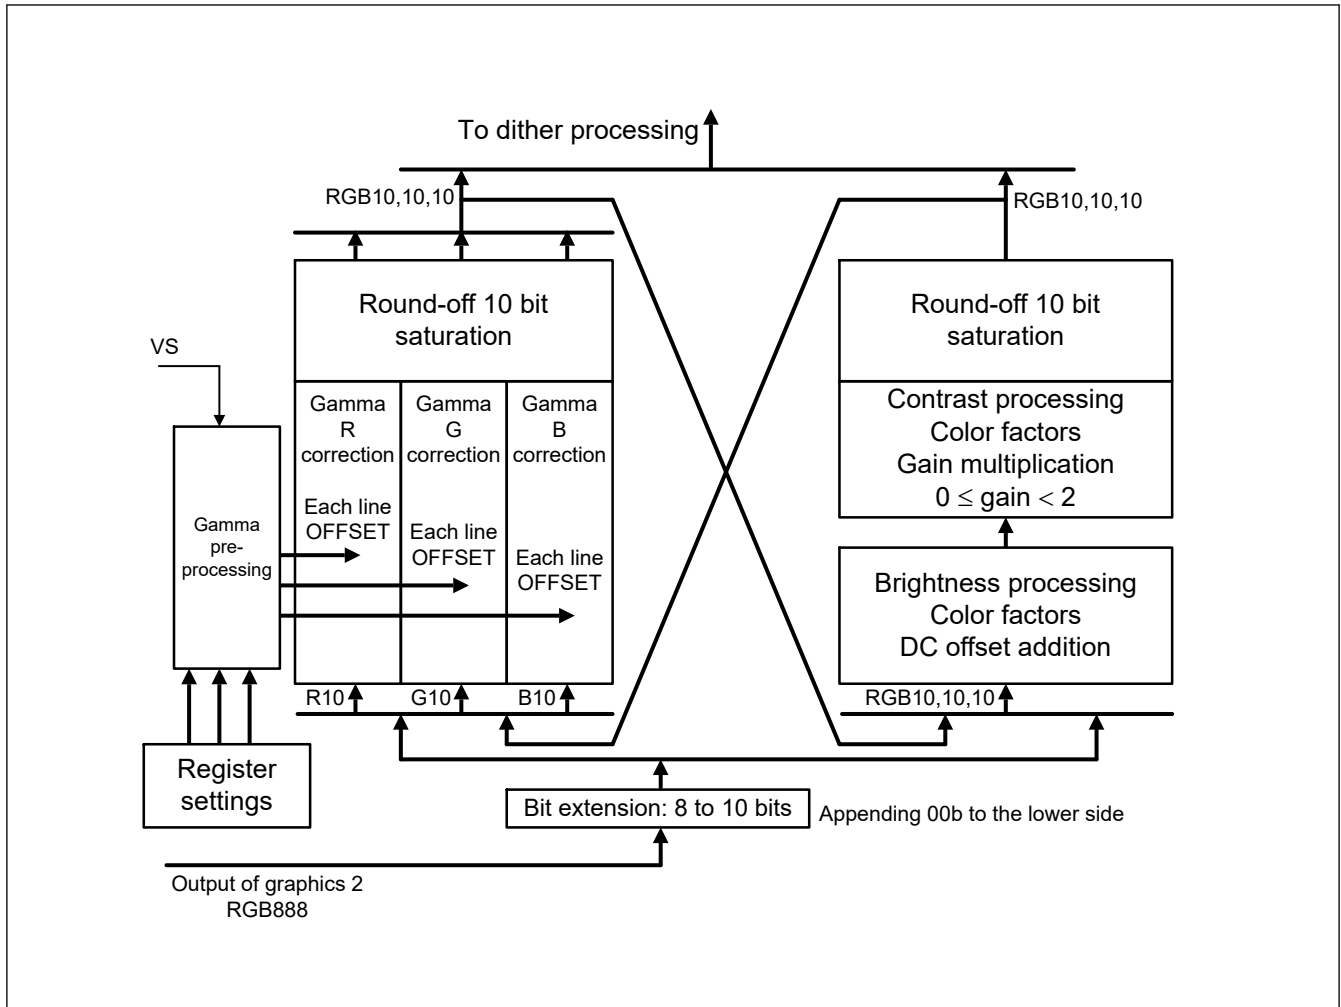 To dither processing
RGB10,10,10
RGB10,10,10
Round-off 10 bit
saturation
Round-off 10 bit
saturation
VS
Gamma
R
correction
Gamma
G
correction
Gamma
B
correction
Contrast processing
Color factors
Gain multiplication
0 ≤ gain < 2
Each line
OFFSET
Each line
OFFSET
Each line
OFFSET
Gamma
pre-
processing
Brightness processing
Color factors
DC offset addition
R10
G10
B10
RGB10,10,10
Register
settings
Bit extension: 8 to 10 bits
Appending 00b to the lower side
Output of graphics 2
RGB888